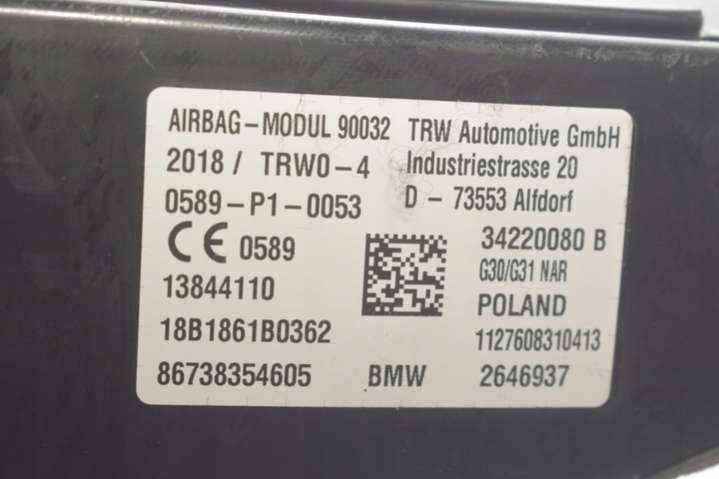 AIRBAG-MODUL 90032 TRW Automotive GmbH
2018 / TRW0-4 Industriestrasse 20
0589-P1-0053 D - 73553 Alfdorf
CE 0589 34220080 B
G30/G31 NAR
13844110 POLAND
18B1861B0362 1127608310413
86738354605 BMW 2646937